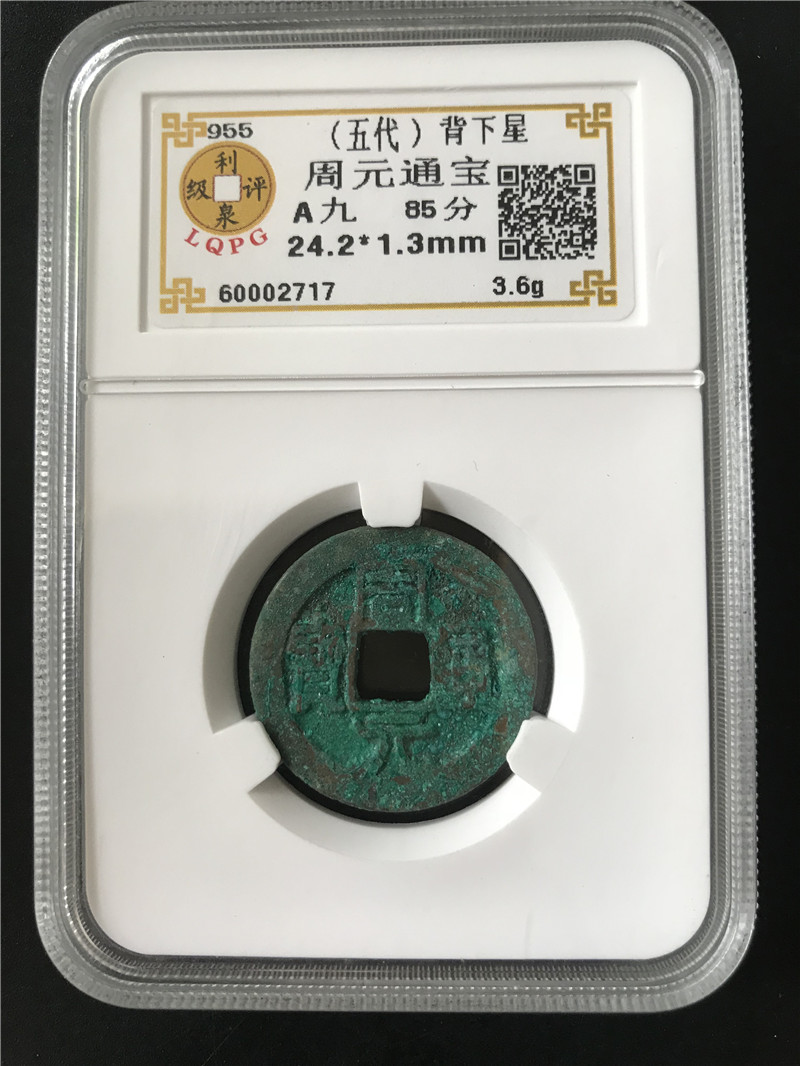 955
（五代）背下星
利泉评级
LQPG
周元通宝
A九 85分
24.2*1.3mm
60002717
3.6g
周元通寳